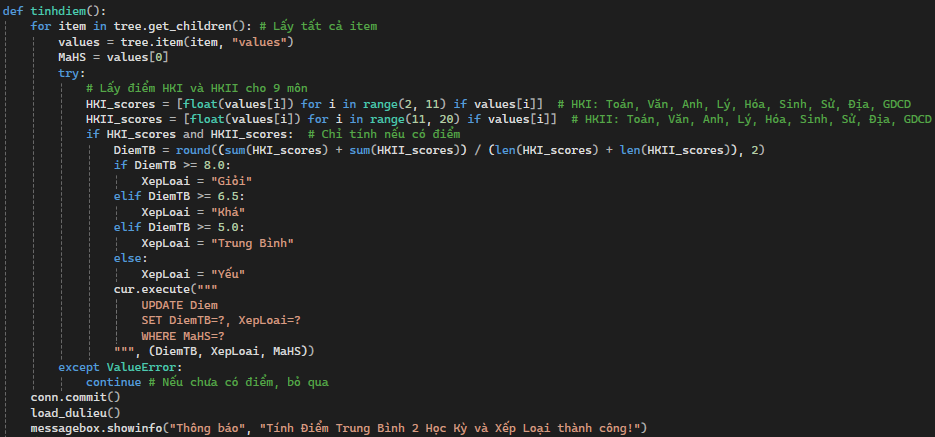 def tinhdiem():
    for item in tree.get_children(): # Lấy tất cả item
        values = tree.item(item, "values")
        MaHS = values[0]
        try:
            # Lấy điểm HKI và HKII cho 9 môn
            HKI_scores = [float(values[i]) for i in range(2, 11) if values[i]]  # HKI: Toán, Văn, Anh, Lý, Hóa, Sinh, Sử, Địa, GDCD
            HKII_scores = [float(values[i]) for i in range(11, 20) if values[i]]  # HKII: Toán, Văn, Anh, Lý, Hóa, Sinh, Sử, Địa, GDCD
            if HKI_scores and HKII_scores:  # Chỉ tính nếu có điểm
                DiemTB = round((sum(HKI_scores) + sum(HKII_scores)) / (len(HKI_scores) + len(HKII_scores)), 2)
                if DiemTB >= 8.0:
                    XepLoai = "Giỏi"
                elif DiemTB >= 6.5:
                    XepLoai = "Khá"
                elif DiemTB >= 5.0:
                    XepLoai = "Trung Bình"
                else:
                    XepLoai = "Yếu"
                cur.execute("""
                    UPDATE Diem
                    SET DiemTB=?, XepLoai=?
                    WHERE MaHS=?
                """, (DiemTB, XepLoai, MaHS))
        except ValueError:
            continue # Nếu chưa có điểm, bỏ qua
    conn.commit()
    load_dulieu()
    messagebox.showinfo("Thông báo", "Tính Điểm Trung Bình 2 Học Kỳ và Xếp Loại thành công!")